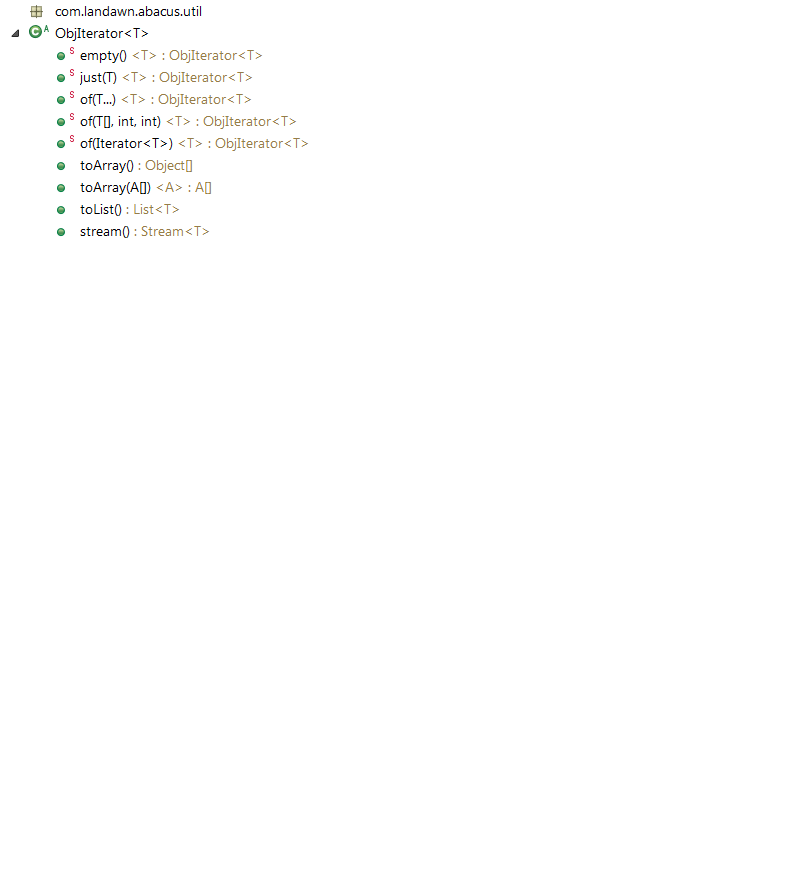 com.landawn.abacus.util
C A ObjIterator<T>
S empty() <T> : ObjIterator<T>
S just(T) <T> : ObjIterator<T>
S of(T...) <T> : ObjIterator<T>
S of(T[], int, int) <T> : ObjIterator<T>
S of(Iterator<T>) <T> : ObjIterator<T>
toArray() : Object[]
toArray(A[]) <A> : A[]
toList() : List<T>
stream() : Stream<T>